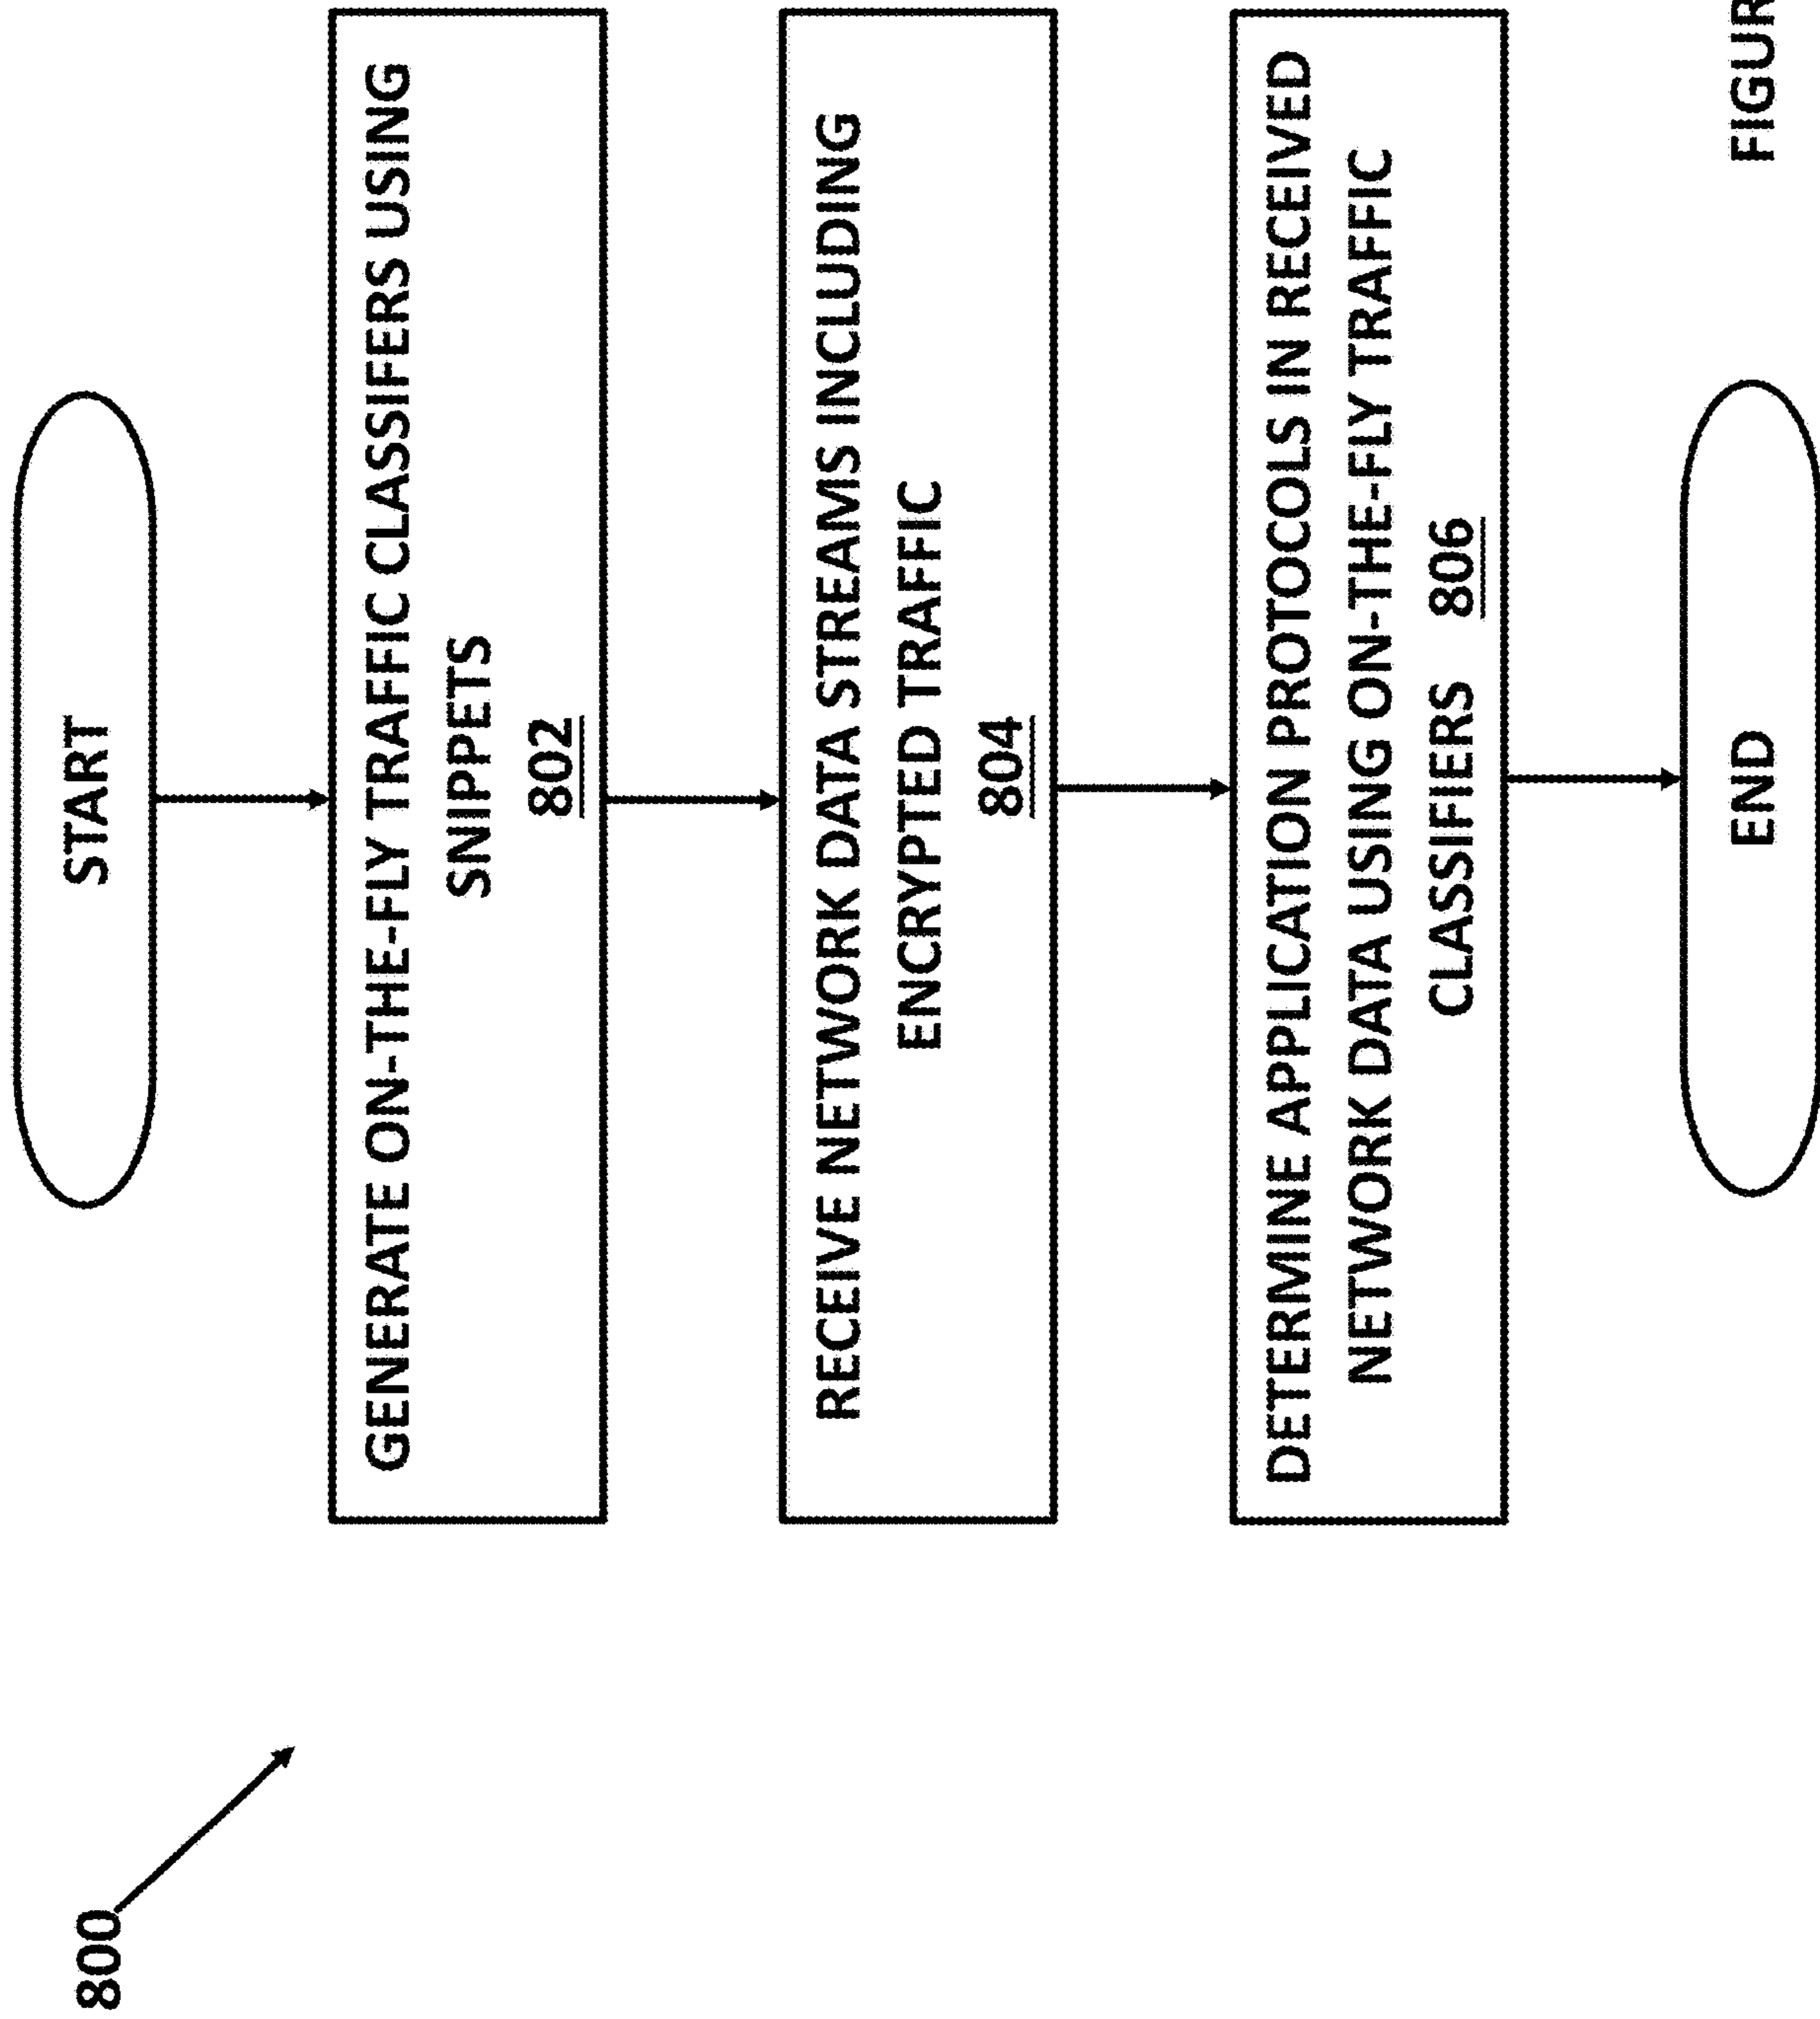 800
START
GENERATE ON-THE-FLY TRAFFIC CLASSIFERS USING
SNIPPETS
802
RECEIVE NETWORK DATA STREAMS INCLUDING
ENCRYPTED TRAFFIC
804
DETERMINE APPLICATION PROTOCOLS IN RECEIVED
NETWORK DATA USING ON-THE-FLY TRAFFIC
CLASSIFIERS 806
END